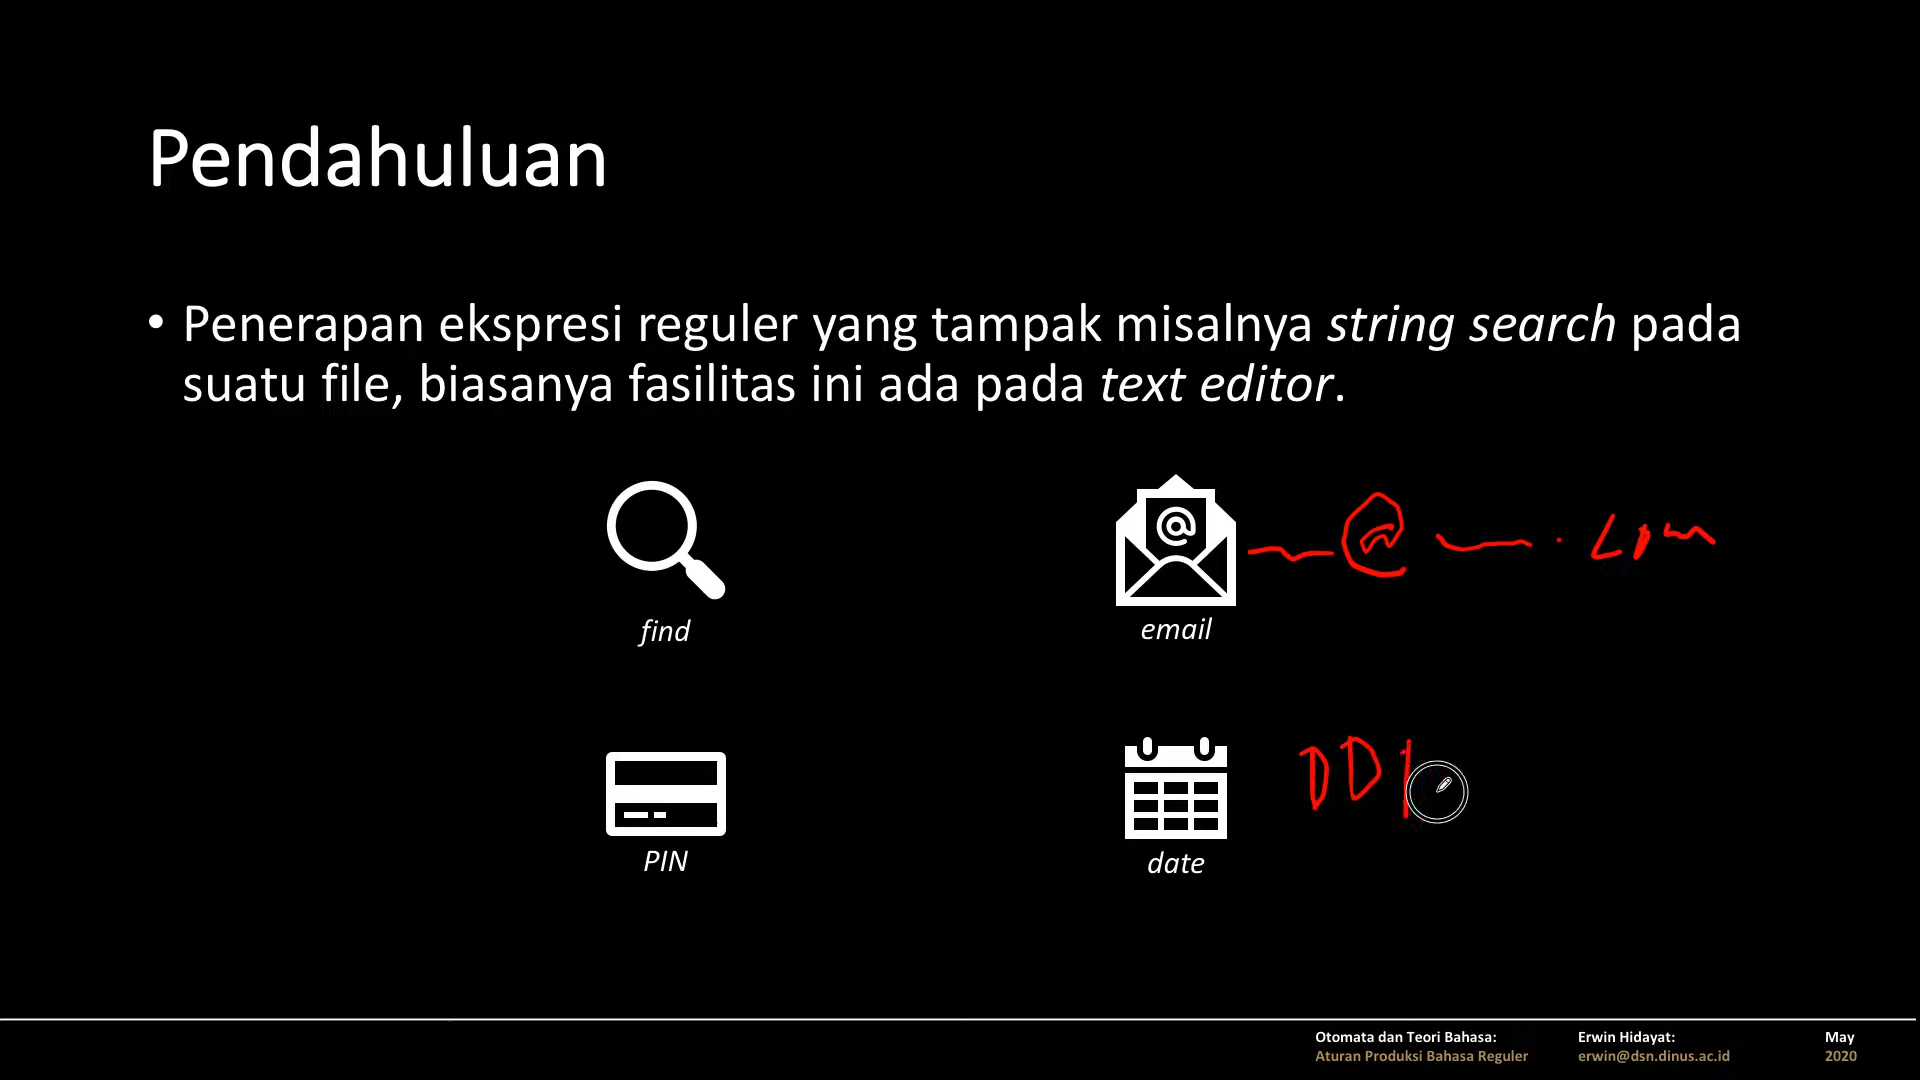 Pendahuluan
• Penerapan ekspresi reguler yang tampak misalnya string search pada
suatu file, biasanya fasilitas ini ada pada text editor.
find
@ . com
email
PIN
DD
date
Otomata dan Teori Bahasa:
Aturan Produksi Bahasa Reguler
Erwin Hidayat:
erwin@dsn.dinus.ac.id
May
2020